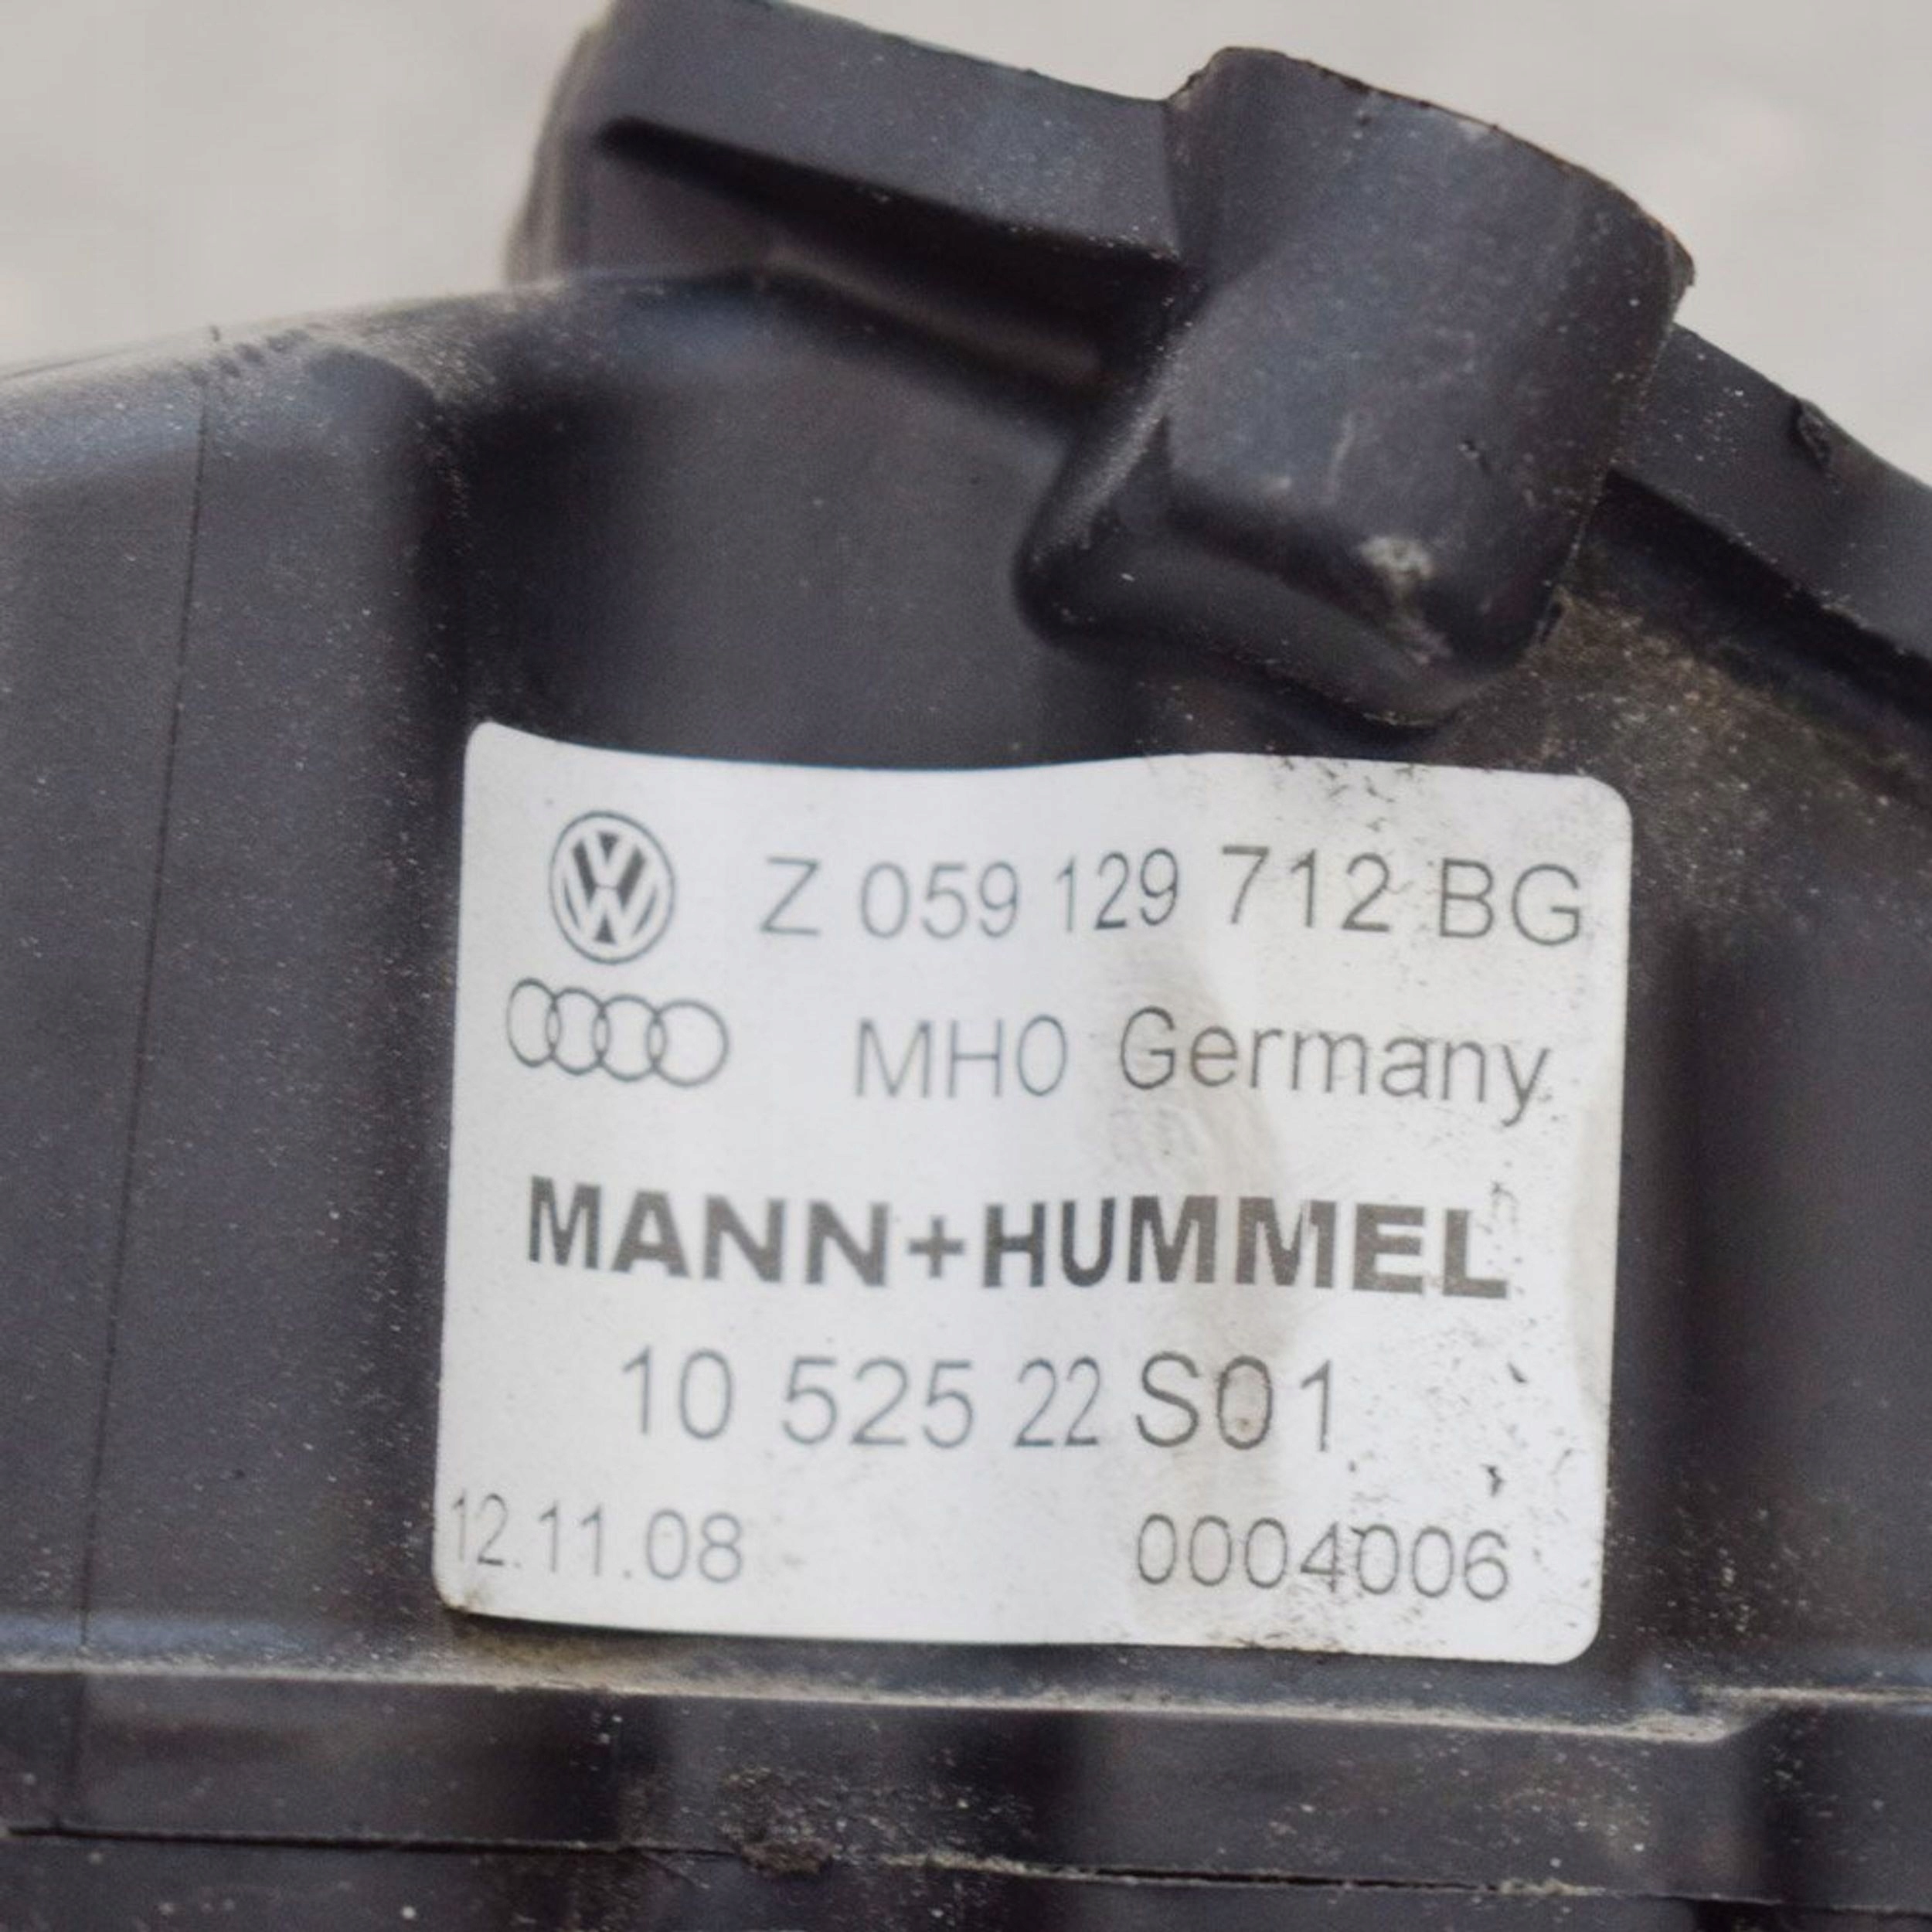 Z 059 129 712 BG
MH0 Germany
MANN+HUMMEL
10 525 22 S01
12.11.08 0004006